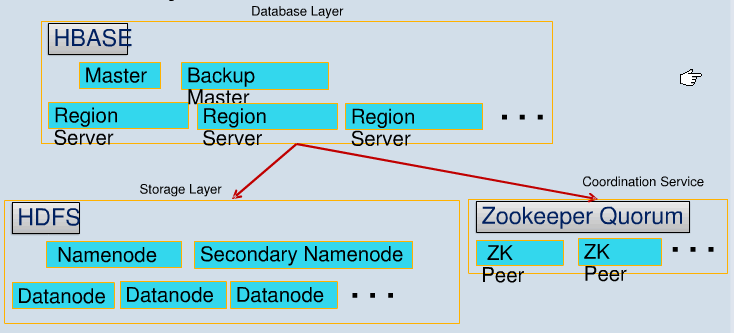 Database Layer
HBASE
Master
Backup
Master
Region
Server
Region
Server
Region
Server
. . .
Storage Layer
HDFS
Namenode
Secondary Namenode
Datanode
Datanode
Datanode
. . .
Coordination Service
Zookeeper Quorum
ZK
Peer
ZK
Peer
. . .